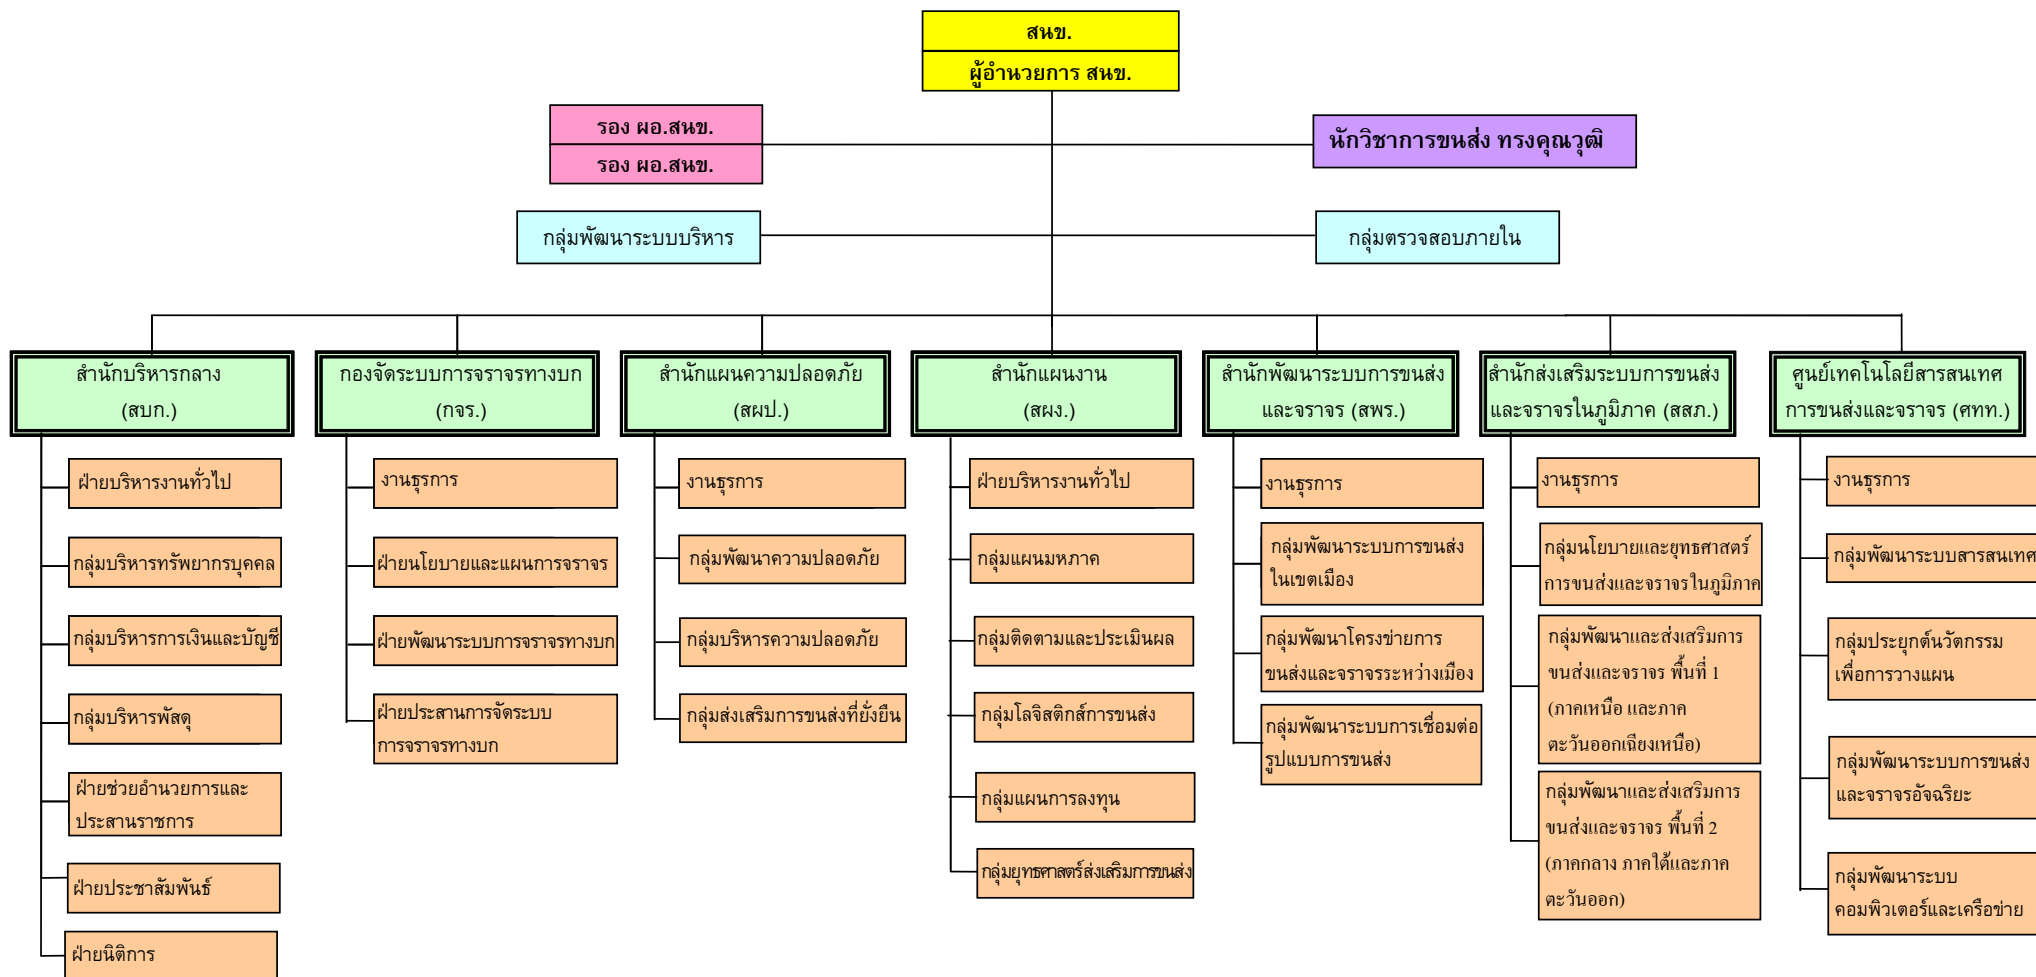 สนข.
ผู้อำนวยการ สนข.
รอง ผอ.สนข.
รอง ผอ.สนข.
นักวิชาการขนส่ง ทรงคุณวุฒิ
กลุ่มพัฒนาระบบบริหาร
กลุ่มตรวจสอบภายใน
สำนักบริหารกลาง
(สบก.)
ฝ่ายบริหารงานทั่วไป
กลุ่มบริหารทรัพยากรบุคคล
กลุ่มบริหารการเงินและบัญชี
กลุ่มบริหารพัสดุ
ฝ่ายช่วยอำนวยการและ
ประสานราชการ
ฝ่ายประชาสัมพันธ์
ฝ่ายนิติการ
กองจัดระบบการจราจรทางบก
(กจร.)
งานธุรการ
ฝ่ายนโยบายและแผนการจราจร
ฝ่ายพัฒนาระบบการจราจรทางบก
ฝ่ายประสานการจัดระบบ
การจราจรทางบก
สำนักแผนความปลอดภัย
(สผป.)
งานธุรการ
กลุ่มพัฒนาความปลอดภัย
กลุ่มบริหารความปลอดภัย
กลุ่มส่งเสริมการขนส่งที่ยั่งยืน
สำนักแผนงาน
(สผง.)
ฝ่ายบริหารงานทั่วไป
กลุ่มแผนมหภาค
กลุ่มติดตามและประเมินผล
กลุ่มโลจิสติกส์การขนส่ง
กลุ่มแผนการลงทุน
กลุ่มยุทธศาสตร์ส่งเสริมการขนส่ง
สำนักพัฒนาระบบการขนส่ง
และจราจร (สพร.)
งานธุรการ
กลุ่มพัฒนาระบบการขนส่ง
ในเขตเมือง
กลุ่มพัฒนาโครงข่ายการ
ขนส่งและจราจรระหว่างเมือง
กลุ่มพัฒนาระบบการเชื่อมต่อ
รูปแบบการขนส่ง
สำนักส่งเสริมระบบการขนส่ง
และจราจรในภูมิภาค (สสภ.)
งานธุรการ
กลุ่มนโยบายและยุทธศาสตร์
การขนส่งและจราจรในภูมิภาค
กลุ่มพัฒนาและส่งเสริมการ
ขนส่งและจราจร พื้นที่ 1
(ภาคเหนือ และภาค
ตะวันออกเฉียงเหนือ)
กลุ่มพัฒนาและส่งเสริมการ
ขนส่งและจราจร พื้นที่ 2
(ภาคกลาง ภาคใต้และภาค
ตะวันออก)
ศูนย์เทคโนโลยีสารสนเทศ
การขนส่งและจราจร (ศทท.)
งานธุรการ
กลุ่มพัฒนาระบบสารสนเทศ
กลุ่มประยุกต์นวัตกรรม
เพื่อการวางแผน
กลุ่มพัฒนาระบบการขนส่ง
และจราจรอัจฉริยะ
กลุ่มพัฒนาระบบ
คอมพิวเตอร์และเครือข่าย